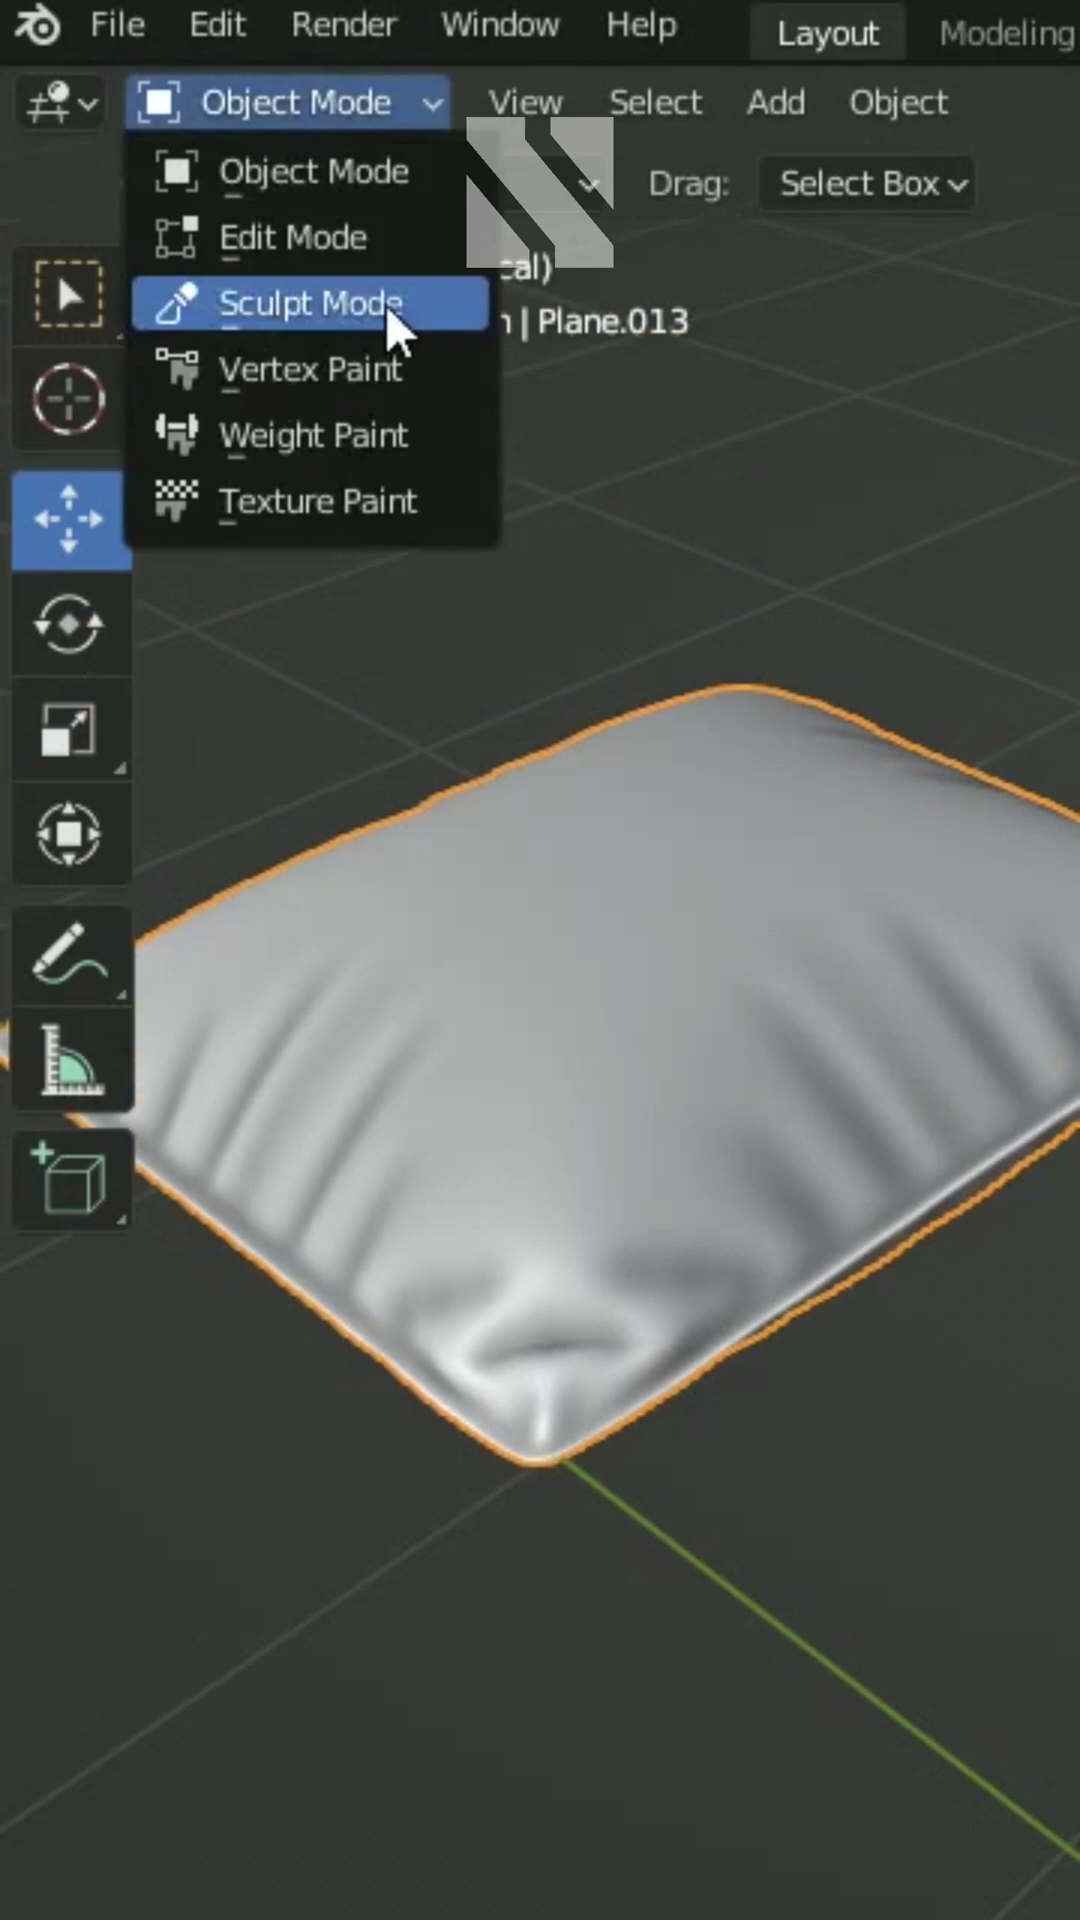 File Edit Render Window Help Layout Modeling
Object Mode View Select Add Object
Object Mode
Drag: Select Box
Edit Mode
cal)
Sculpt Mode
| Plane.013
Vertex Paint
Weight Paint
Texture Paint